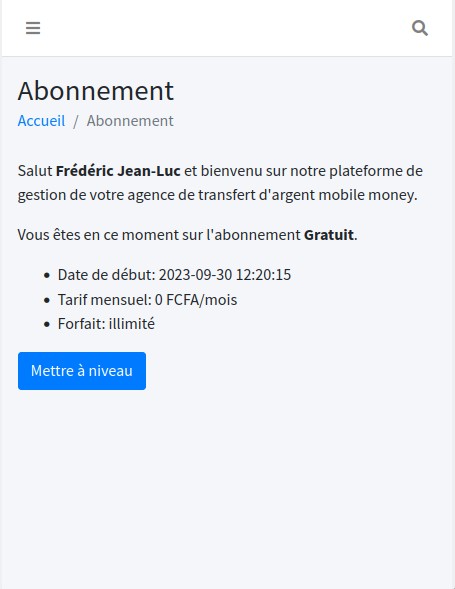 Abonnement
Accueil / Abonnement
Salut Frédéric Jean-Luc et bienvenu sur notre plateforme de
gestion de votre agence de transfert d'argent mobile money.
Vous êtes en ce moment sur l'abonnement Gratuit.
• Date de début: 2023-09-30 12:20:15
• Tarif mensuel: 0 FCFA/mois
• Forfait: illimité
Mettre à niveau